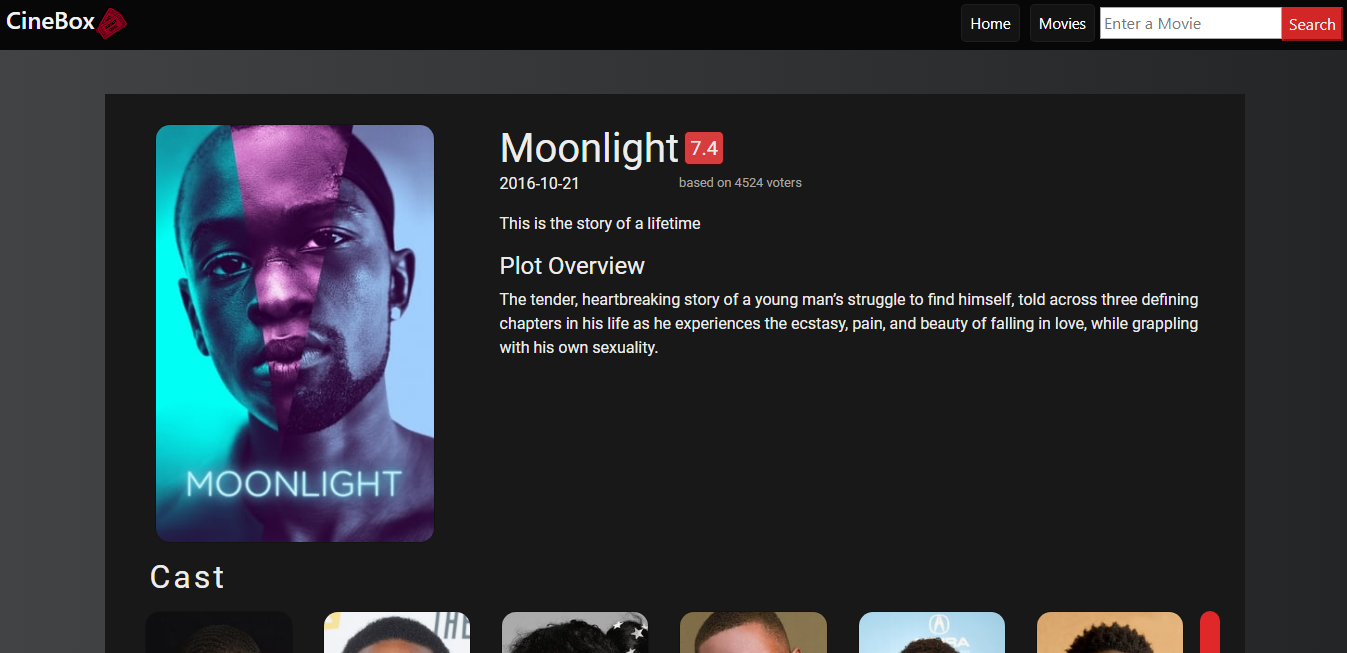 CineBox
Home
Movies
Enter a Movie
Search
Moonlight 7.4
2016-10-21
based on 4524 voters
This is the story of a lifetime
Plot Overview
The tender, heartbreaking story of a young man’s struggle to find himself, told across three defining
chapters in his life as he experiences the ecstasy, pain, and beauty of falling in love, while grappling
with his own sexuality.
MOONLIGHT
Cast
THE